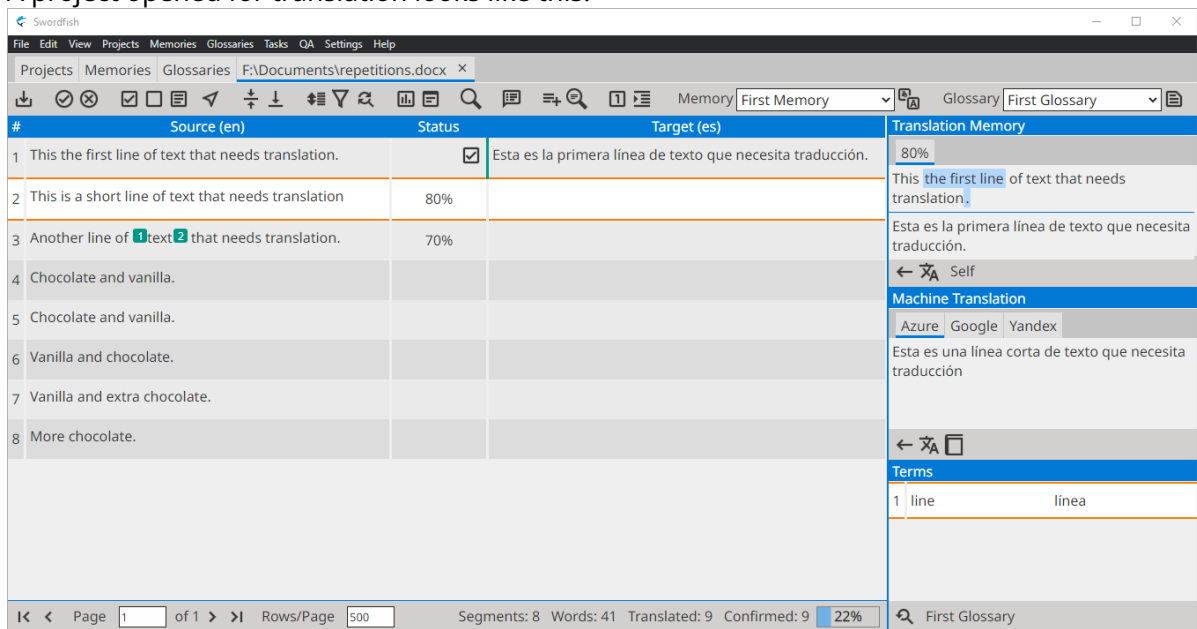 A project opened for translation looks like this:
Swordfish
File Edit View Projects Memories Glossaries Tasks QA Settings Help
Projects Memories Glossaries F:\Documents\repetitions.docx ×
Memory First Memory Glossary First Glossary
# Source (en) Status Target (es)
1 This the first line of text that needs translation. Esta es la primera línea de texto que necesita traducción.
2 This is a short line of text that needs translation 80%
3 Another line of 1text2 that needs translation. 70%
4 Chocolate and vanilla.
5 Chocolate and vanilla.
6 Vanilla and chocolate.
7 Vanilla and extra chocolate.
8 More chocolate.
Translation Memory
80%
This the first line of text that needs
translation.
Esta es la primera línea de texto que necesita
traducción.
Self
Machine Translation
Azure Google Yandex
Esta es una línea corta de texto que necesita
traducción
Terms
1 line línea
Page 1 of 1 Rows/Page 500 Segments: 8 Words: 41 Translated: 9 Confirmed: 9 22%
First Glossary